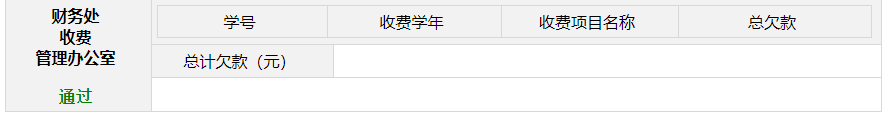 财务处
收费
管理办公室
通过
学号 收费学年 收费项目名称 总欠款
总计欠款（元）